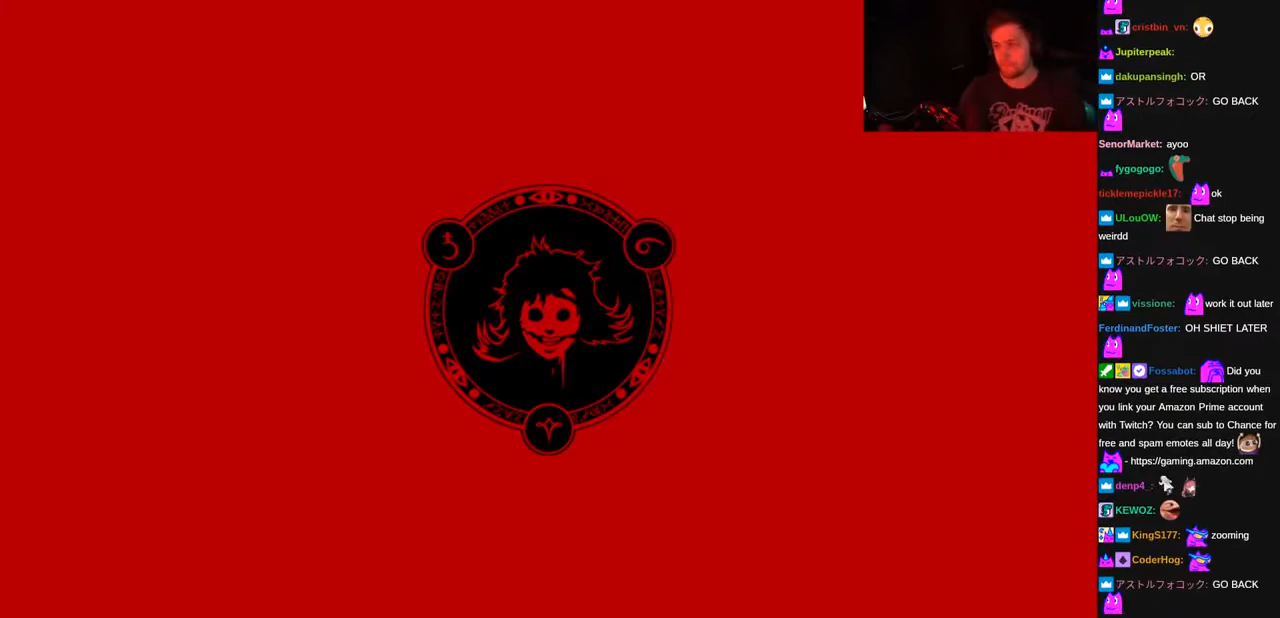 cristbin_vn:
Jupiterpeak:
dakupansingh: OR
アストルフォコック: GO BACK
SenorMarket: ayoo
fygogogo:
ticklemepickle17: ok
ULouOW: Chat stop being
weirdd
アストルフォコック: GO BACK
vissione: work it out later
FerdinandFoster: OH SHIET LATER
Fossabot: Did you
know you get a free subscription when
you link your Amazon Prime account
with Twitch? You can sub to Chance for
free and spam emotes all day!
- https://gaming.amazon.com
denp4_:
KEWOZ:
KingS177: zooming
CoderHog:
アストルフォコック: GO BACK